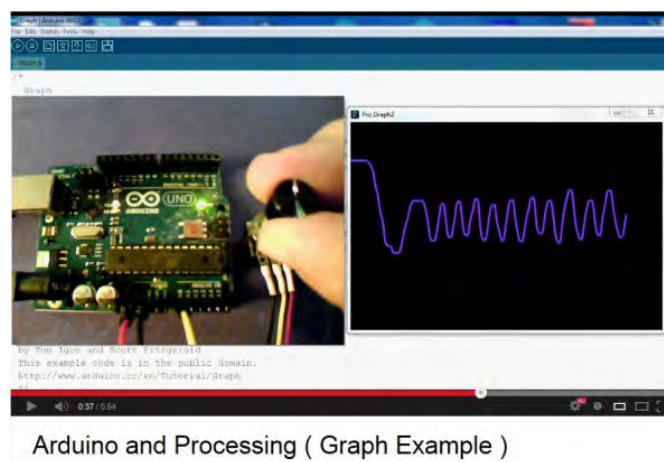 Graph | Arduino 0022
File Edit Sketch Tools Help
Graph §
/*
Graph
Pro_Graph2
ARDUINO
UNO
ANALOG IN
by Tom Igoe and Scott Fitzgerald
This example code is in the public domain.
http://www.arduino.cc/en/Tutorial/Graph
*/
0:37 / 0:54
Arduino and Processing ( Graph Example )